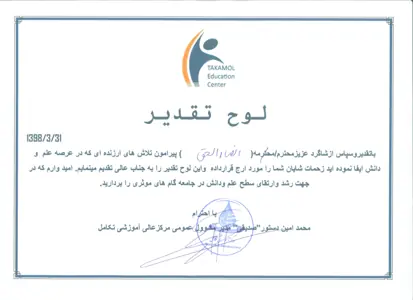 TAKAMOL
Education
Center
لوح تقدیر
1398/3/31
باتقدیروسپاس ازشاگرد عزیزمحترم/محترمه( انصارالحق ) پیرامون تلاش های ارزنده ای که در عرصه علم و
دانش ایفا نموده اید زحمات شایان شما را مورد ارج قرارداده واین لوح تقدیر را به جناب عالی تقدیم مینمایم. امید وارم که در
جهت رشد وارتقای سطح علم ودانش در جامعه گام های موثری را بردارید.
با احترام
محمد امین دستور"صدیقی" مدیر مسوول عمومی مرکزعالی آموزشی تکامل